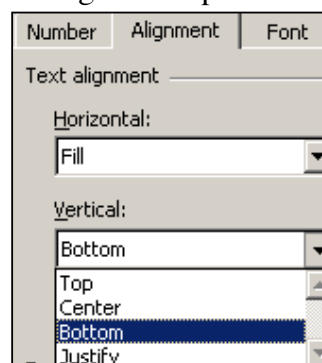 Number Alignment Font
Text alignment
Horizontal:
Fill
Vertical:
Bottom
Top
Center
Bottom
Justify